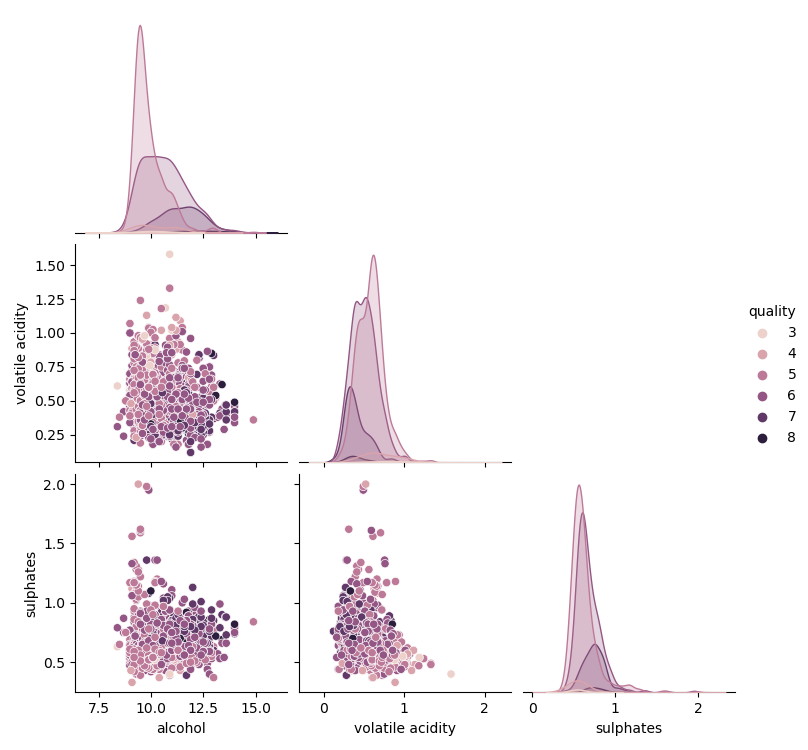 volatile acidity
1.50
1.25
1.00
0.75
0.50
0.25
quality
3
4
5
6
7
8
sulphates
2.0
1.5
1.0
0.5
7.5 10.0 12.5 15.0
0 1 2
0 1 2
alcohol
volatile acidity
sulphates